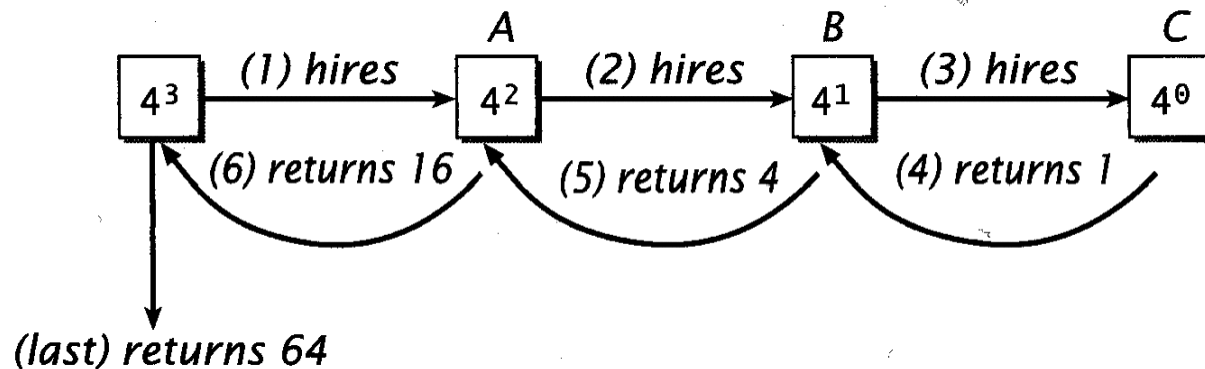 A B C
(1) hires (2) hires (3) hires
4³ 4² 4¹ 4⁰
(6) returns 16 (5) returns 4 (4) returns 1
(last) returns 64